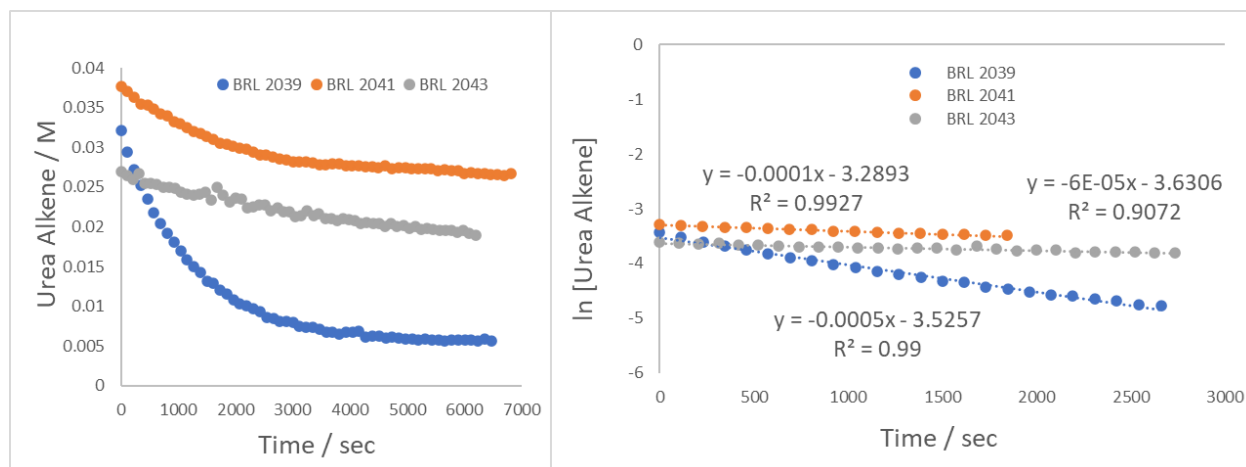 0.04
0.035
0.03
0.025
0.02
0.015
0.01
0.005
0
Urea Alkene / M
BRL 2039 BRL 2041 BRL 2043
0 1000 2000 3000 4000 5000 6000 7000
Time / sec
0
-1
-2
-3
-4
-5
-6
ln [Urea Alkene]
BRL 2039
BRL 2041
BRL 2043
y = -0.0001x - 3.2893
R² = 0.9927
y = -6E-05x - 3.6306
R² = 0.9072
y = -0.0005x - 3.5257
R² = 0.99
0 500 1000 1500 2000 2500 3000
Time / sec